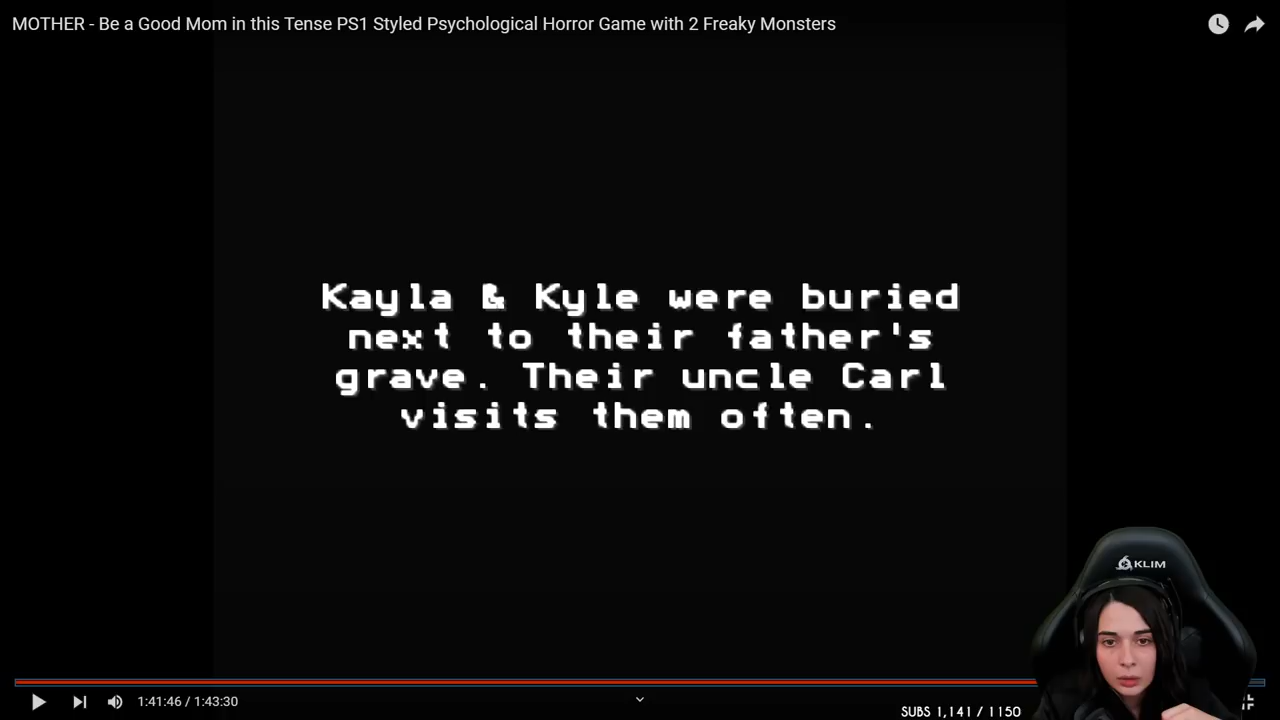 MOTHER - Be a Good Mom in this Tense PS1 Styled Psychological Horror Game with 2 Freaky Monsters
Kayla & Kyle were buried
next to their father's
grave. Their uncle Carl
visits them often.
KLIM
1:41:46 / 1:43:30
SUBS 1,141 / 1150